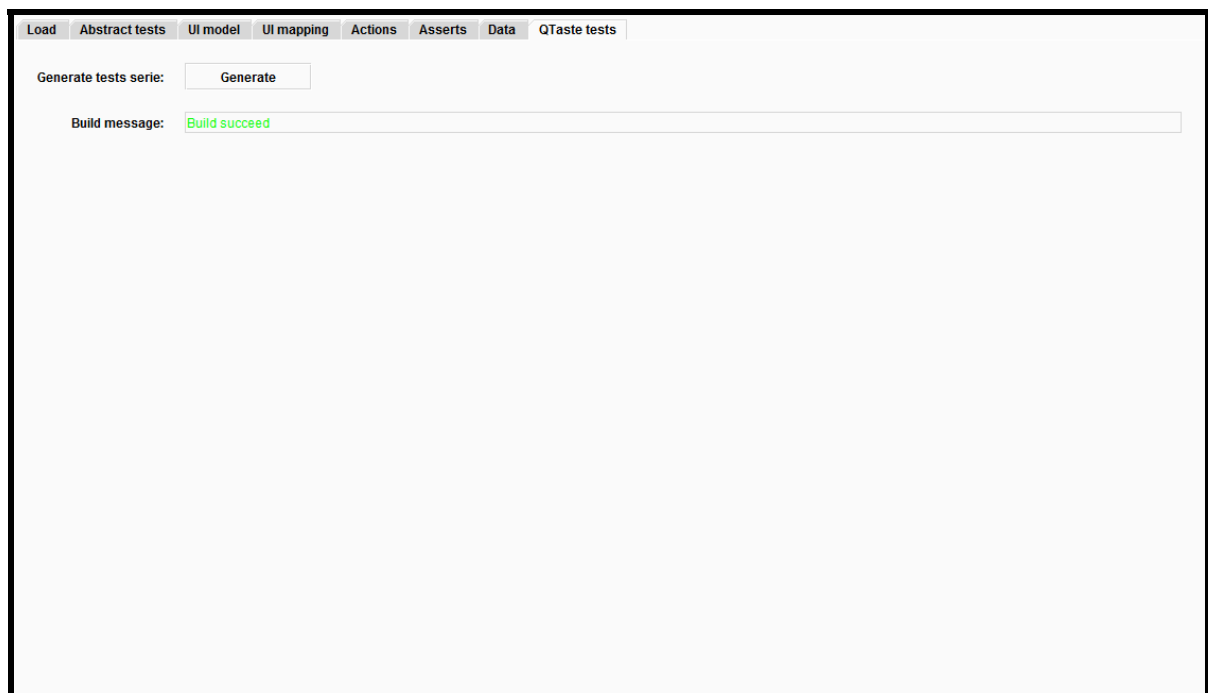 Load Abstract tests UI model UI mapping Actions Asserts Data QTaste tests
Generate tests serie: Generate
Build message: Build succeed